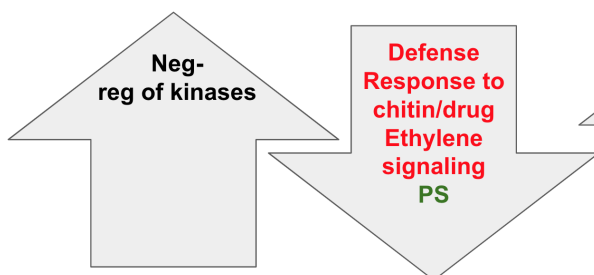 Neg-
reg of kinases
Defense
Response to
chitin/drug
Ethylene
signaling
PS